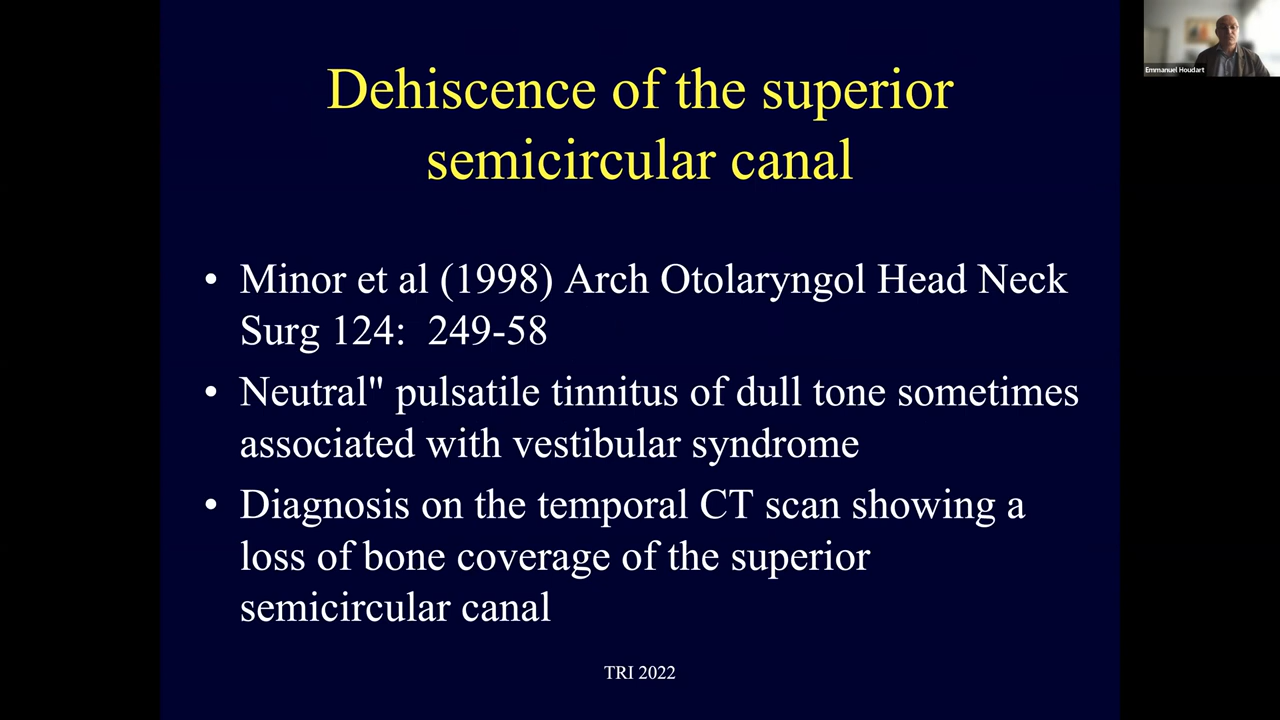 Dehiscence of the superior
semicircular canal
• Minor et al (1998) Arch Otolaryngol Head Neck
Surg 124:  249-58
• Neutral" pulsatile tinnitus of dull tone sometimes
associated with vestibular syndrome
• Diagnosis on the temporal CT scan showing a
loss of bone coverage of the superior
semicircular canal
TRI 2022
Emmanuel Houdart